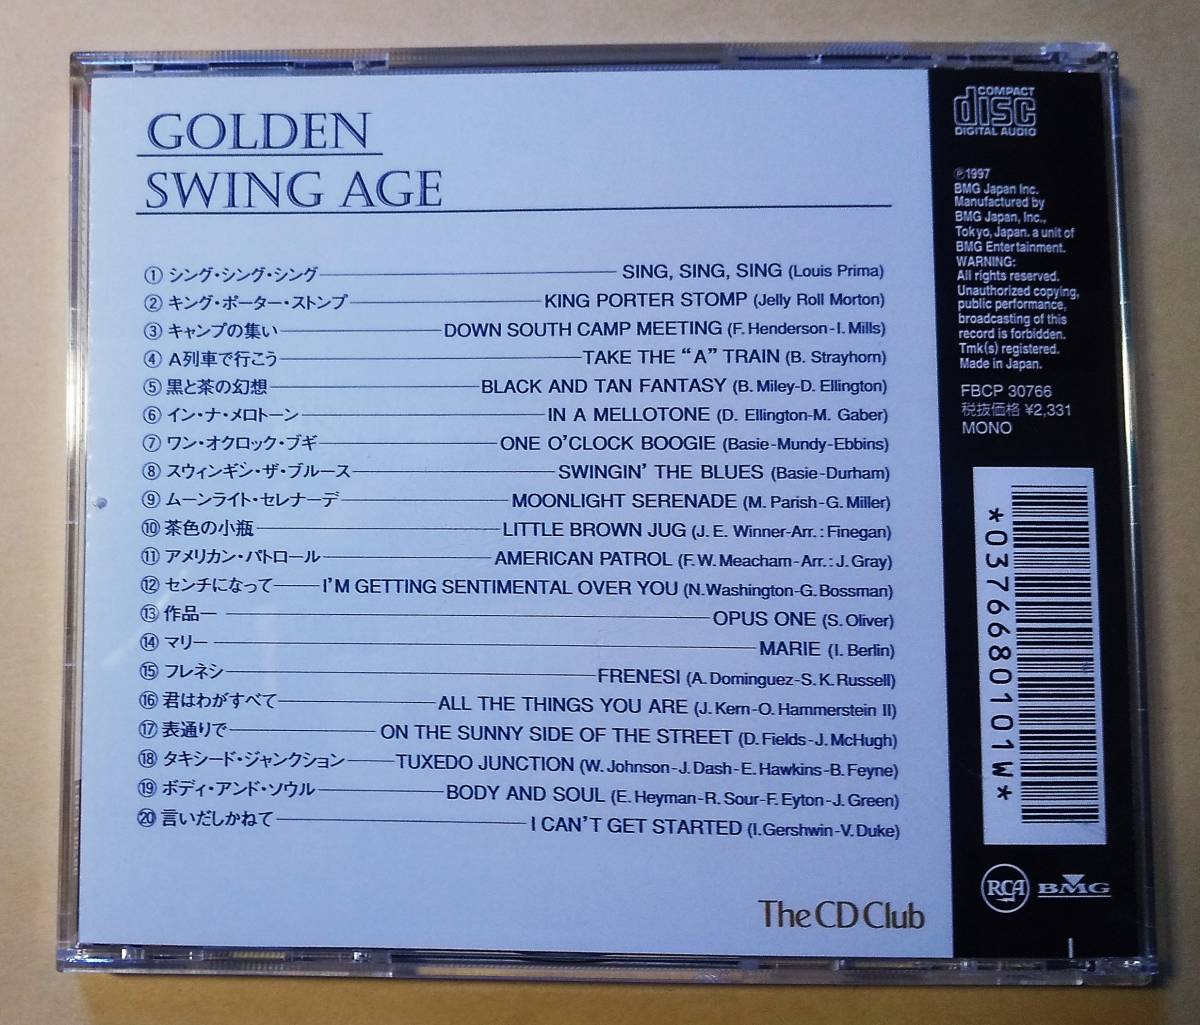 GOLDEN
SWING AGE
① シング・シング・シング SING, SING, SING (Louis Prima)
② キング・ポーター・ストンプ KING PORTER STOMP (Jelly Roll Morton)
③ キャンプの集い DOWN SOUTH CAMP MEETING (F. Henderson-I. Mills)
④ A列車で行こう TAKE THE “A” TRAIN (B. Strayhorn)
⑤ 黒と茶の幻想 BLACK AND TAN FANTASY (B. Miley-D. Ellington)
⑥ イン・ナ・メロトーン IN A MELLOTONE (D. Ellington-M. Gaber)
⑦ ワン・オクロック・ブギ ONE O’CLOCK BOOGIE (Basie-Mundy-Ebbins)
⑧ スウィンギン・ザ・ブルース SWINGIN’ THE BLUES (Basie-Durham)
⑨ ムーンライト・セレナーデ MOONLIGHT SERENADE (M. Parish-G. Miller)
⑩ 茶色の小瓶 LITTLE BROWN JUG (J. E. Winner-Arr.: Finegan)
⑪ アメリカン・パトロール AMERICAN PATROL (F. W. Meacham-Arr.: J. Gray)
⑫ センチになって I’M GETTING SENTIMENTAL OVER YOU (N. Washington-G. Bossman)
⑬ 作品一 OPUS ONE (S. Oliver)
⑭ マリー MARIE (I. Berlin)
⑮ フレネシ FRENESI (A. Dominguez-S. K. Russell)
⑯ 君はわがすべて ALL THE THINGS YOU ARE (J. Kern-O. Hammerstein II)
⑰ 表通りで ON THE SUNNY SIDE OF THE STREET (D. Fields-J. McHugh)
⑱ タキシード・ジャンクション TUXEDO JUNCTION (W. Johnson-J. Dash-E. Hawkins-B. Feyne)
⑲ ボディ・アンド・ソウル BODY AND SOUL (E. Heyman-R. Sour-F. Eyton-J. Green)
⑳ 言いだしかねて I CAN’T GET STARTED (I. Gershwin-V. Duke)
The CD Club
COMPACT
disc
DIGITAL AUDIO
Ⓟ1997
BMG Japan Inc.
Manufactured by
BMG Japan, Inc.,
Tokyo, Japan. a unit of
BMG Entertainment.
WARNING:
All rights reserved.
Unauthorized copying,
public performance,
broadcasting of this
record is forbidden.
Tmk(s) registered.
Made in Japan.
FBCP 30766
税抜価格 ¥2,331
MONO
*0376680101W*
RCA
BMG